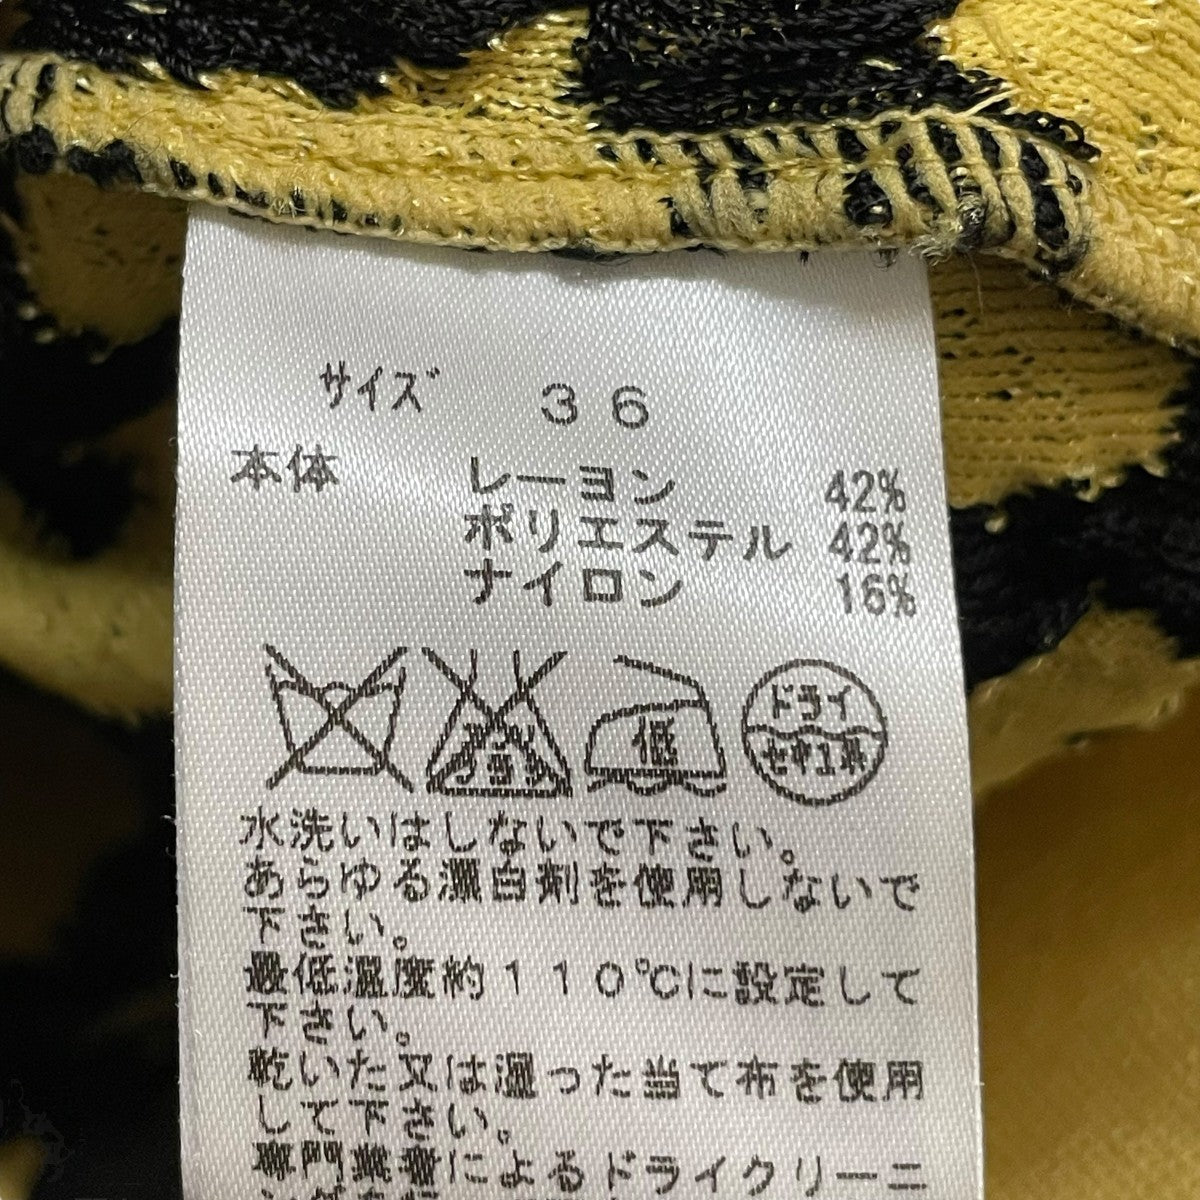 サイズ　３６
本体　レーヨン　42%
ポリエステル　42%
ナイロン　16%
低
ドライ
セキユ系
水洗いはしないで下さい。
あらゆる漂白剤を使用しないで
下さい。
最低温度約１１０℃に設定して
下さい。
乾いた又は湿った当て布を使用
して下さい。
専門業者によるドライクリーニ